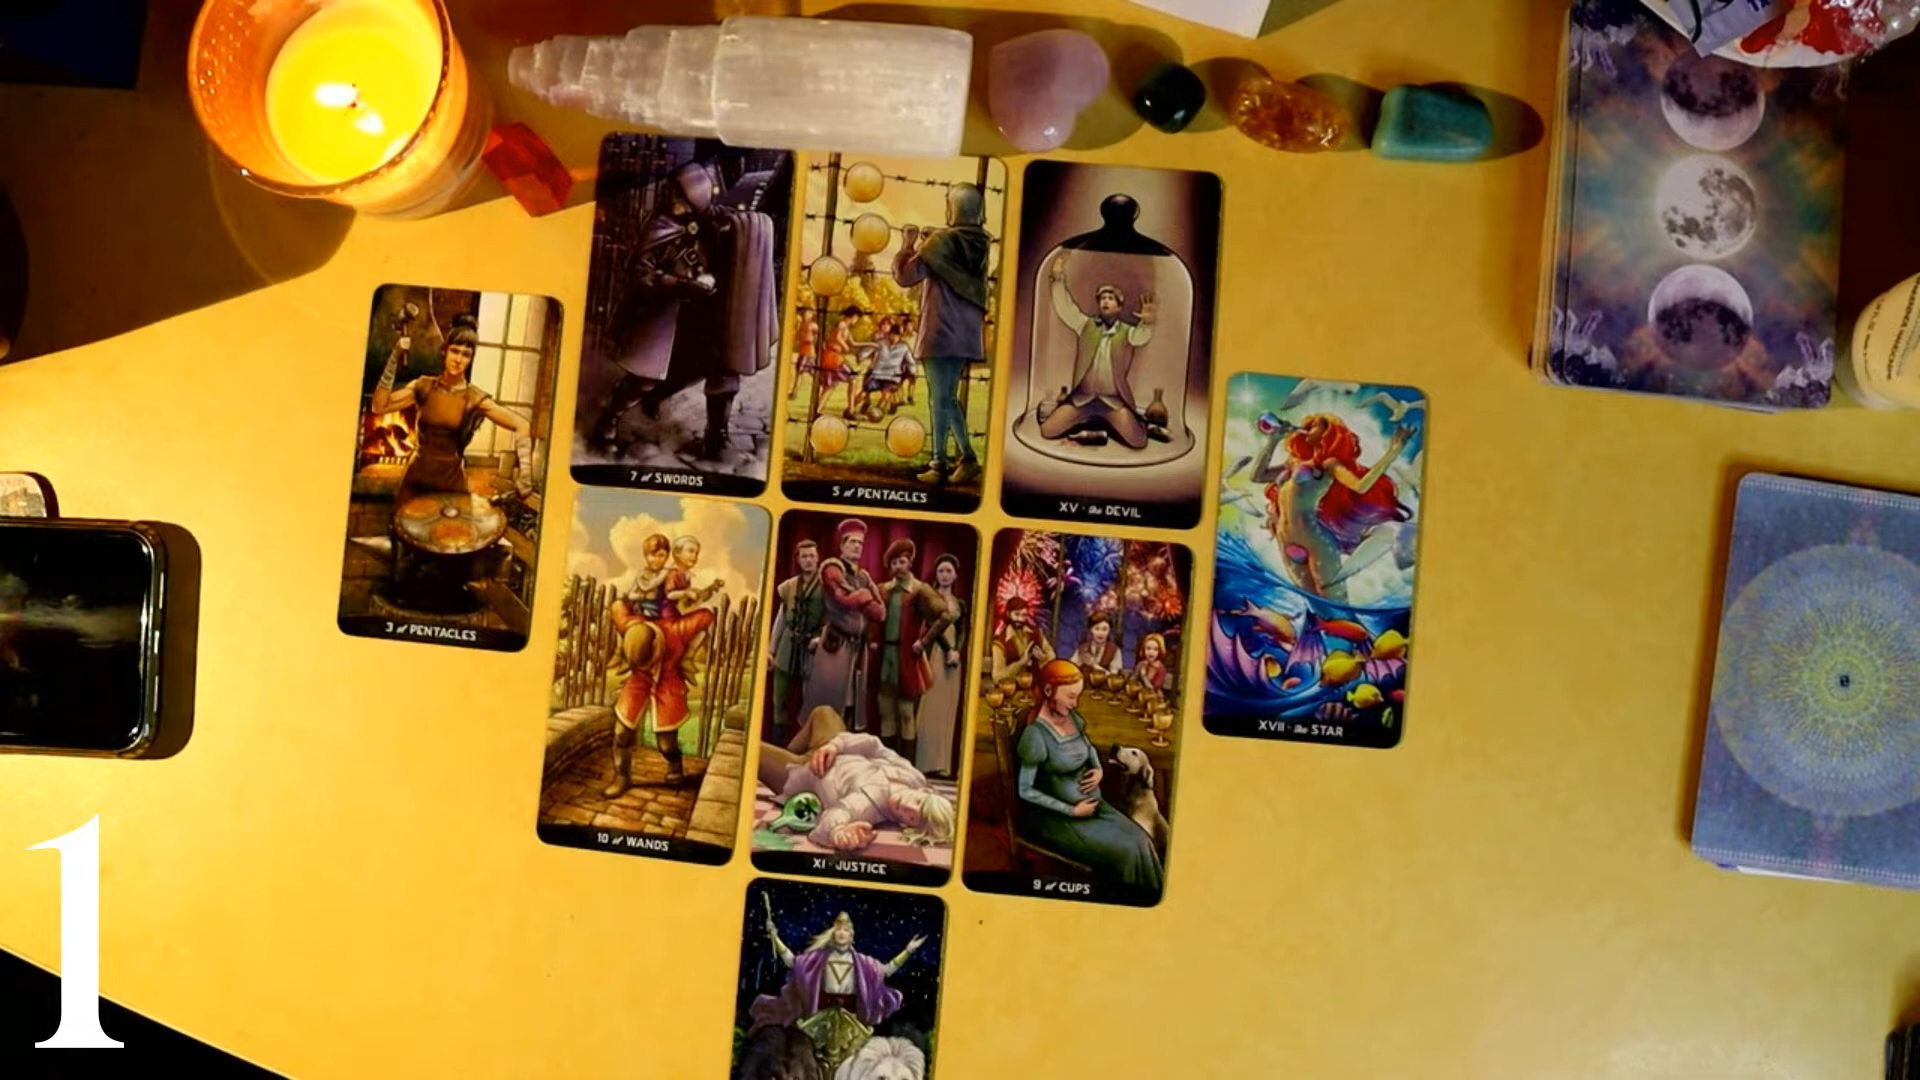 7 of SWORDS
5 of PENTACLES
XV · the DEVIL
3 of PENTACLES
XVII · the STAR
10 of WANDS
XI · JUSTICE
9 of CUPS
1